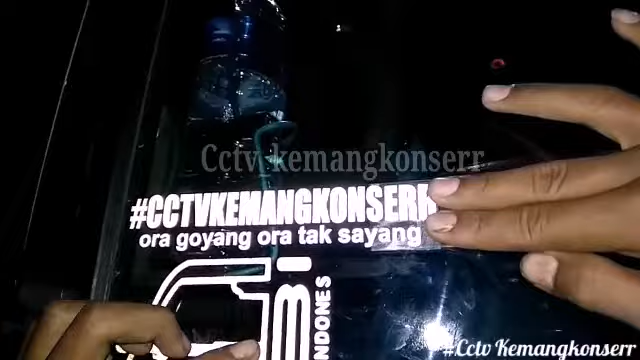 Cctv kemangkonserr
#CCTVKEMANGKONSERR
ora goyang ora tak sayang
NDONES
#Cctv Kemangkonserr